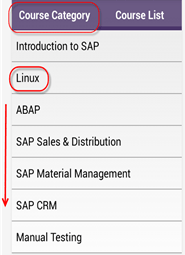 Course Category Course List
Introduction to SAP
Linux
ABAP
SAP Sales & Distribution
SAP Material Management
SAP CRM
Manual Testing